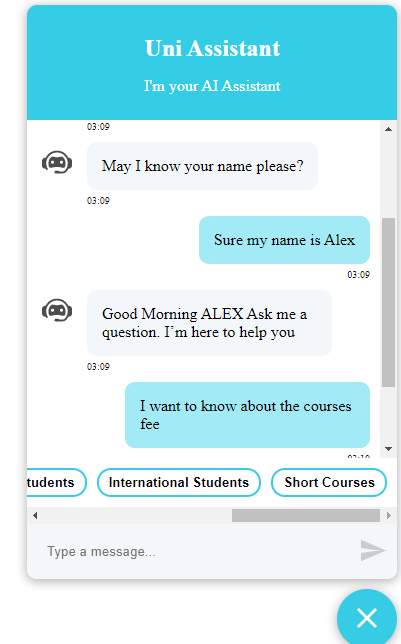 Uni Assistant
I'm your AI Assistant
03:09
May I know your name please?
03:09
Sure my name is Alex
03:09
Good Morning ALEX Ask me a
question. I’m here to help you
03:09
I want to know about the courses
fee
tudents
International Students
Short Courses
Type a message...